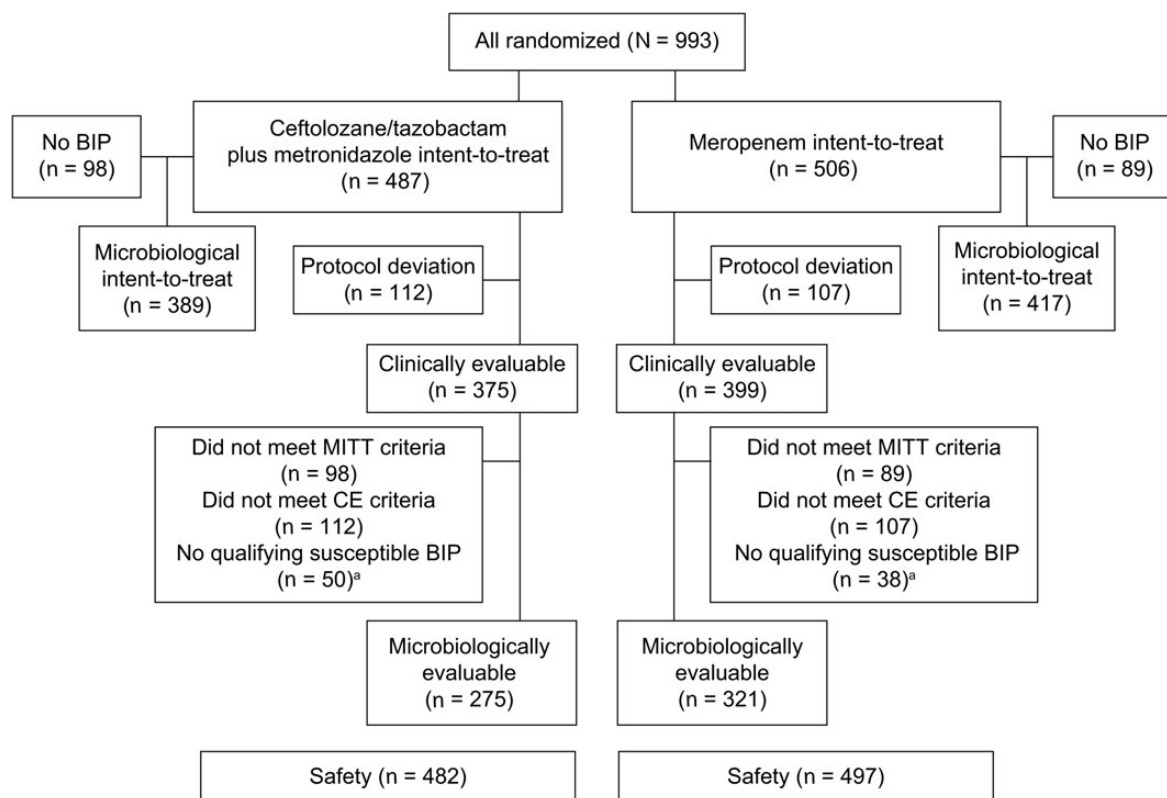 All randomized (N = 993)
No BIP
(n = 98)
Ceftolozane/tazobactam
plus metronidazole intent-to-treat
(n = 487)
Meropenem intent-to-treat
(n = 506)
No BIP
(n = 89)
Microbiological
intent-to-treat
(n = 389)
Protocol deviation
(n = 112)
Protocol deviation
(n = 107)
Microbiological
intent-to-treat
(n = 417)
Clinically evaluable
(n = 375)
Clinically evaluable
(n = 399)
Did not meet MITT criteria
(n = 98)
Did not meet CE criteria
(n = 112)
No qualifying susceptible BIP
(n = 50)ᵃ
Did not meet MITT criteria
(n = 89)
Did not meet CE criteria
(n = 107)
No qualifying susceptible BIP
(n = 38)ᵃ
Microbiologically
evaluable
(n = 275)
Microbiologically
evaluable
(n = 321)
Safety (n = 482)
Safety (n = 497)